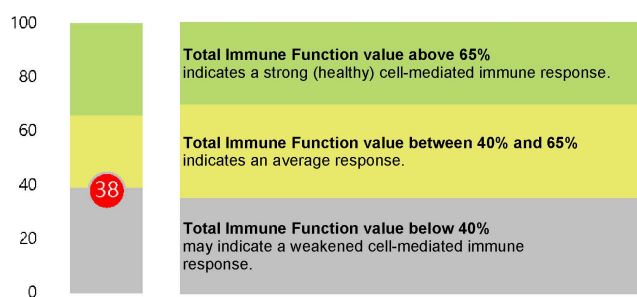 100
80
60
40
20
0
38
Total Immune Function value above 65%
indicates a strong (healthy) cell-mediated immune response.
Total Immune Function value between 40% and 65%
indicates an average response.
Total Immune Function value below 40%
may indicate a weakened cell-mediated immune
response.